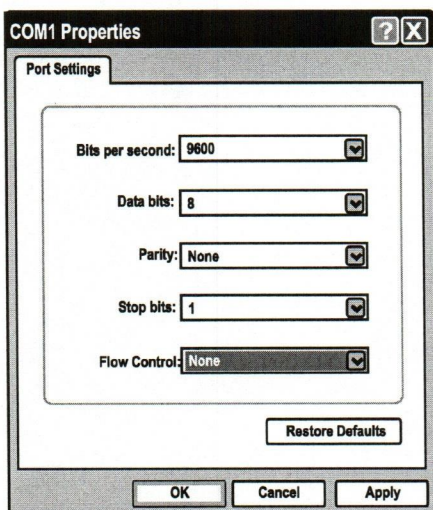 COM1 Properties
? X
Port Settings
Bits per second: 9600
Data bits: 8
Parity: None
Stop bits: 1
Flow Control: None
Restore Defaults
OK Cancel Apply